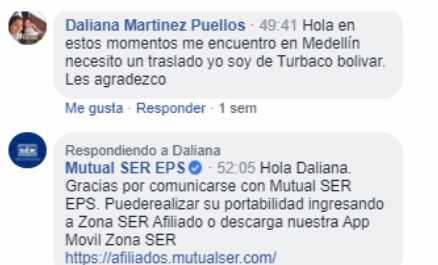 Daliana Martinez Puellos · 49:41 Hola en
estos momentos me encuentro en Medellín
necesito un traslado yo soy de Turbaco bolivar.
Les agradezco
Me gusta · Responder · 1 sem
SER
Respondiendo a Daliana
Mutual SER EPS · 52:05 Hola Daliana.
Gracias por comunicarse con Mutual SER
EPS. Puederealizar su portabilidad ingresando
a Zona SER Afiliado o descarga nuestra App
Movil Zona SER
https://afiliados.mutualser.com/